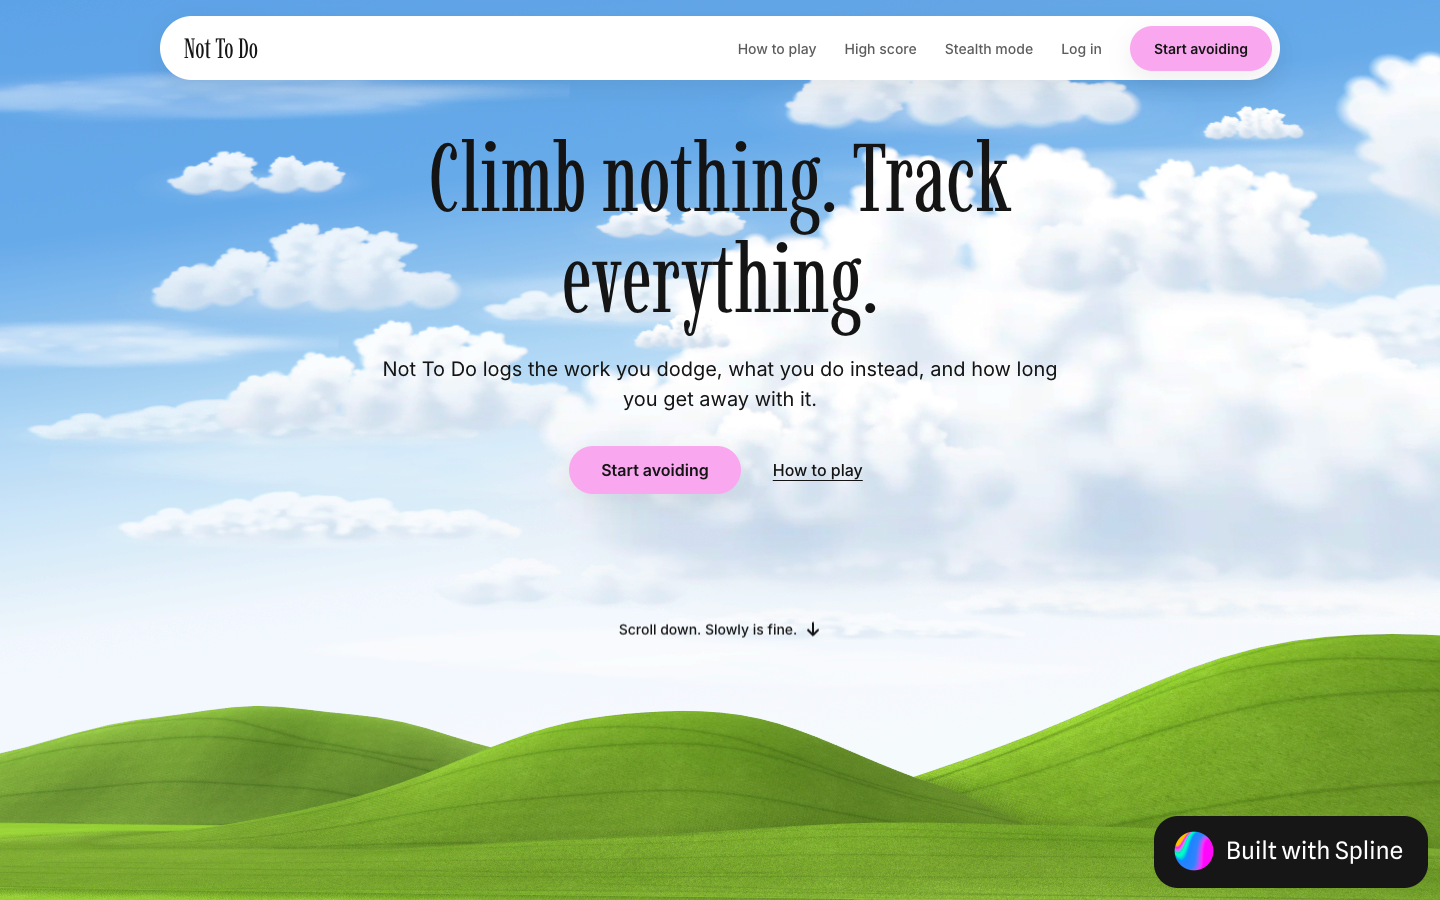 Not To Do
How to play
High score
Stealth mode
Log in
Start avoiding
Climb nothing. Track
everything.
Not To Do logs the work you dodge, what you do instead, and how long
you get away with it.
Start avoiding
How to play
Scroll down. Slowly is fine.
Built with Spline